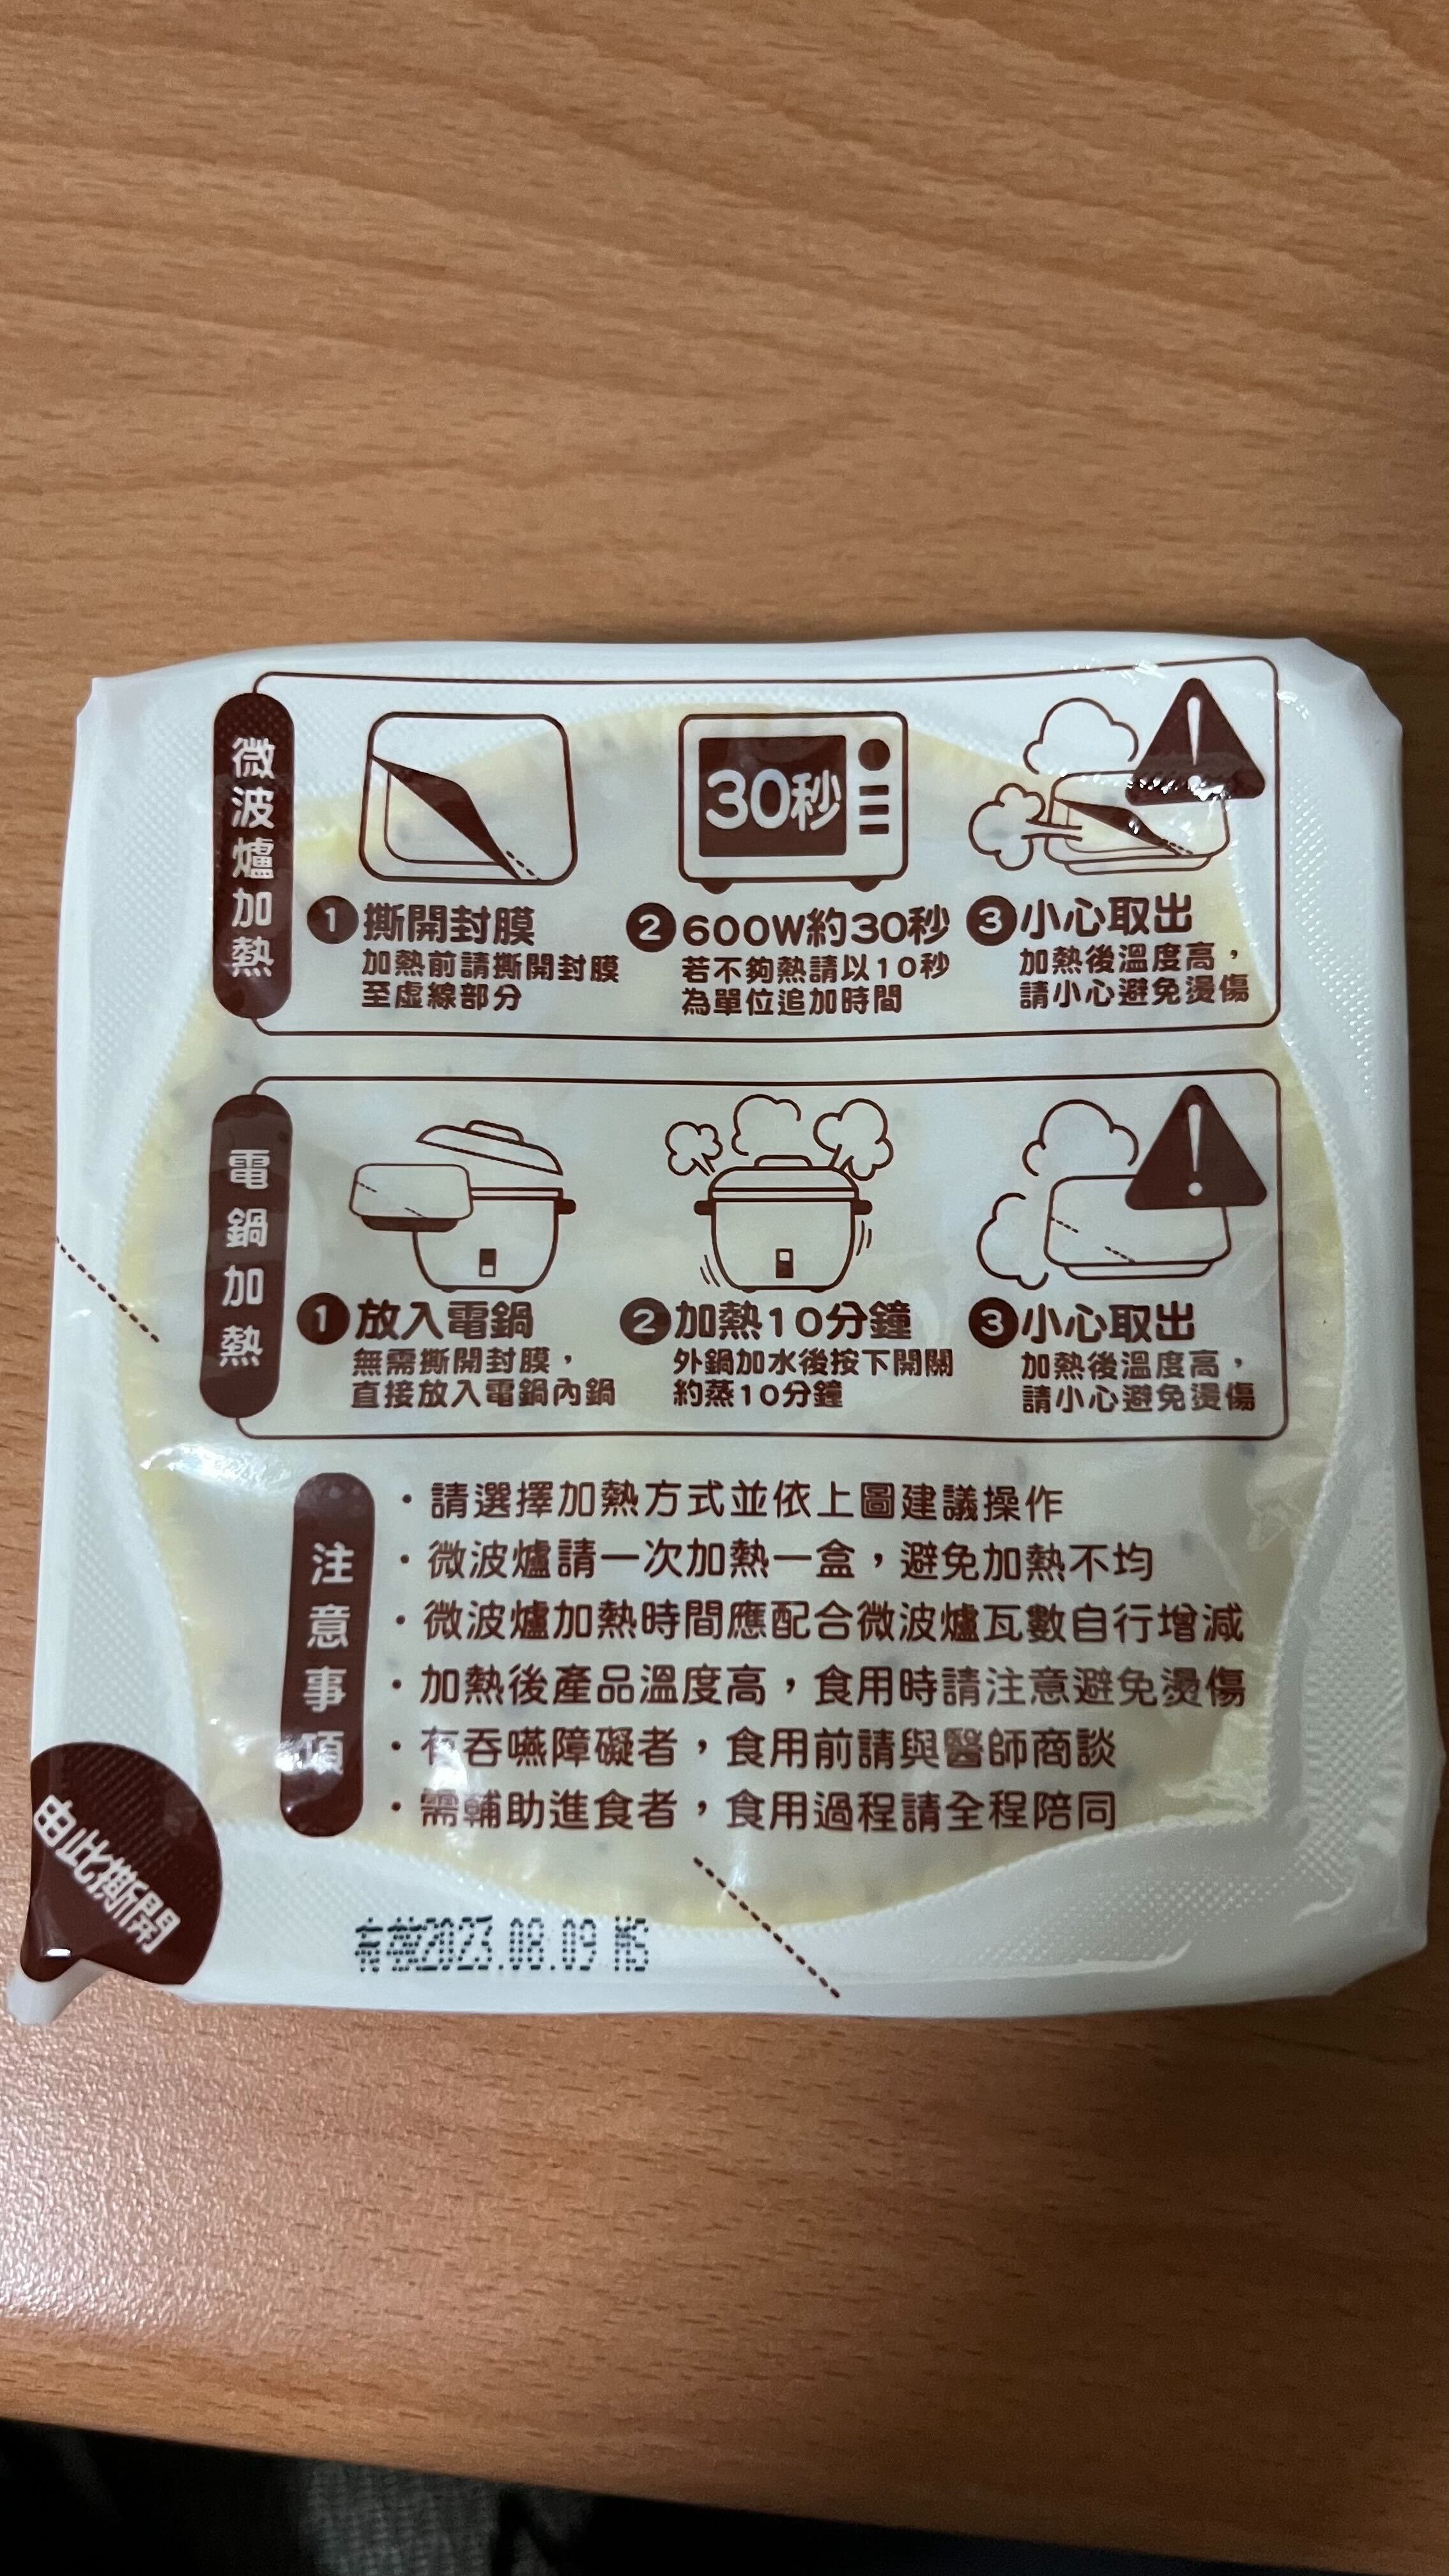 微波爐加熱
30秒
1 撕開封膜
加熱前請撕開封膜
至虛線部分
2 600W約30秒
若不夠熱請以10秒
為單位追加時間
3 小心取出
加熱後溫度高，
請小心避免燙傷
電鍋加熱
1 放入電鍋
無需撕開封膜，
直接放入電鍋內鍋
2 加熱10分鐘
外鍋加水後按下開關
約蒸10分鐘
3 小心取出
加熱後溫度高，
請小心避免燙傷
注意事項
・請選擇加熱方式並依上圖建議操作
・微波爐請一次加熱一盒，避免加熱不均
・微波爐加熱時間應配合微波爐瓦數自行增減
・加熱後產品溫度高，食用時請注意避免燙傷
・有吞嚥障礙者，食用前請與醫師商談
・需輔助進食者，食用過程請全程陪同
由此撕開
有效2023.08.09 MS